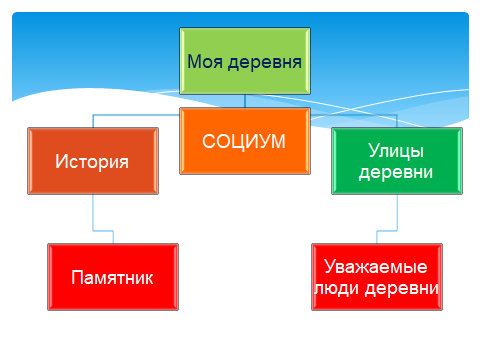 Моя деревня
СОЦИУМ
История
Улицы
деревни
Памятник
Уважаемые
люди деревни